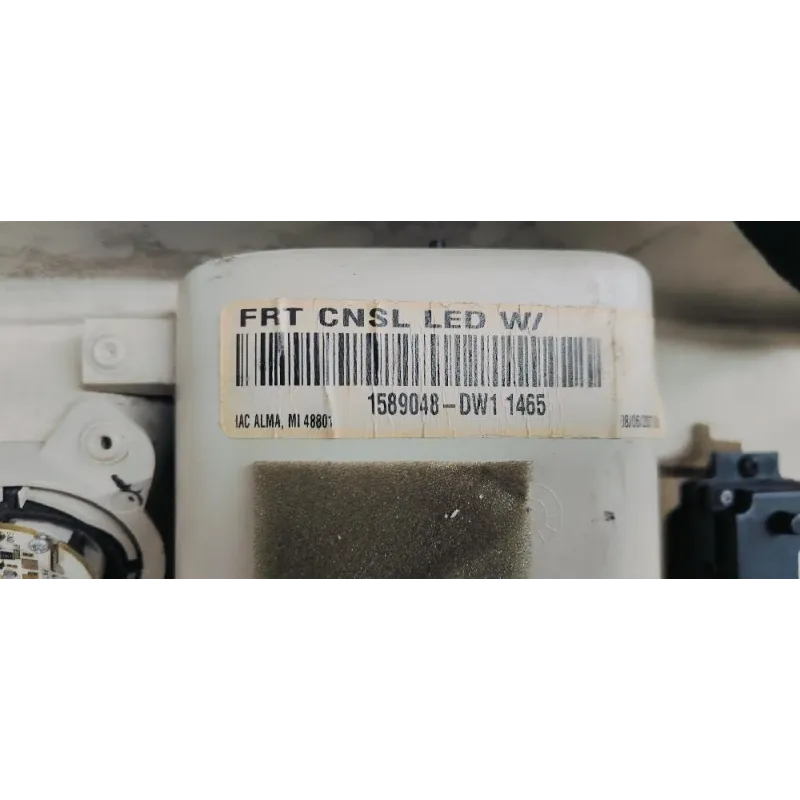 FRT CNSL LED W/
1589048-DW1 1465
IAC ALMA, MI 48801